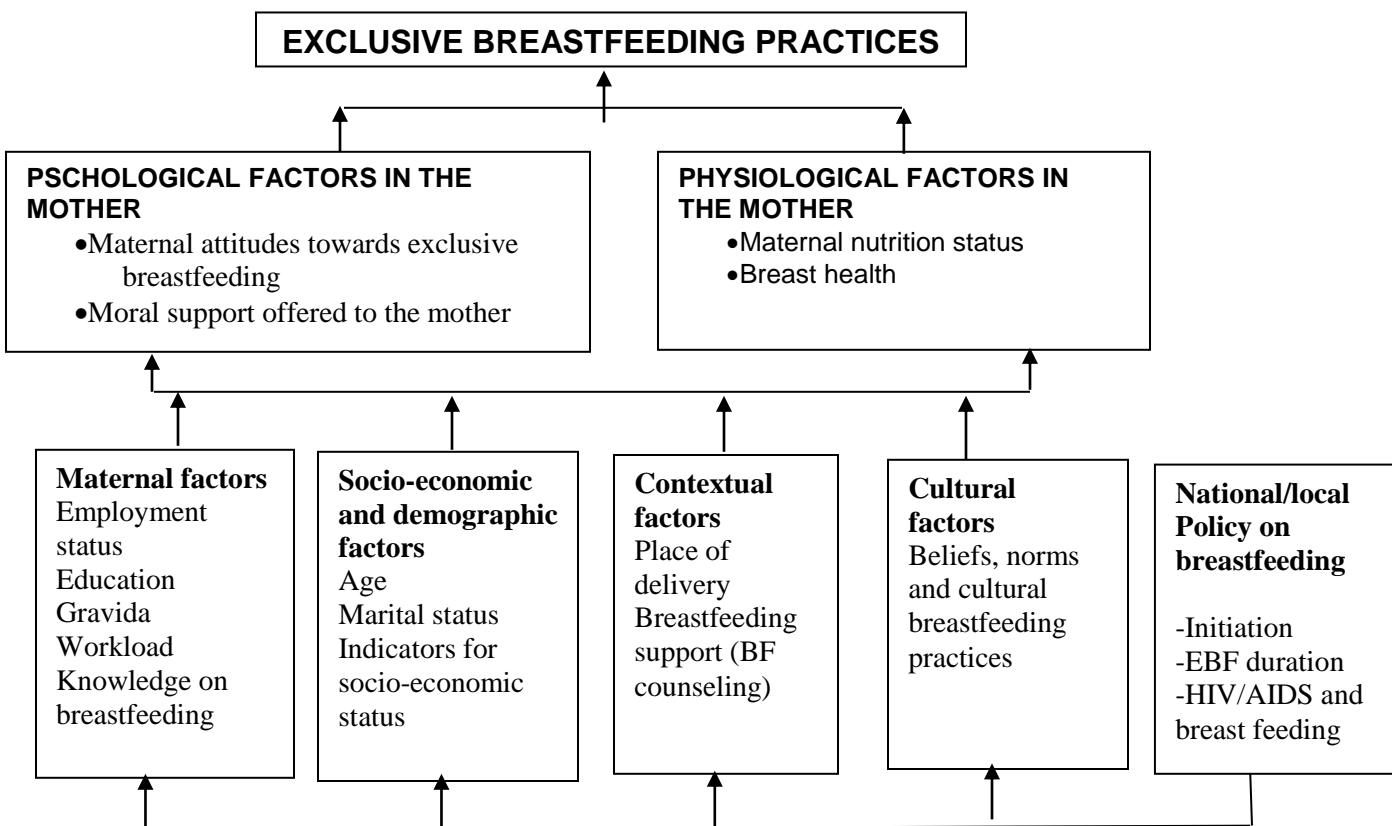 EXCLUSIVE BREASTFEEDING PRACTICES
PSCHOLOGICAL FACTORS IN THE
MOTHER
•Maternal attitudes towards exclusive
breastfeeding
•Moral support offered to the mother
PHYSIOLOGICAL FACTORS IN
THE MOTHER
•Maternal nutrition status
•Breast health
Maternal factors
Employment
status
Education
Gravida
Workload
Knowledge on
breastfeeding
Socio-economic
and demographic
factors
Age
Marital status
Indicators for
socio-economic
status
Contextual
factors
Place of
delivery
Breastfeeding
support (BF
counseling)
Cultural
factors
Beliefs, norms
and cultural
breastfeeding
practices
National/local
Policy on
breastfeeding
-Initiation
-EBF duration
-HIV/AIDS and
breast feeding